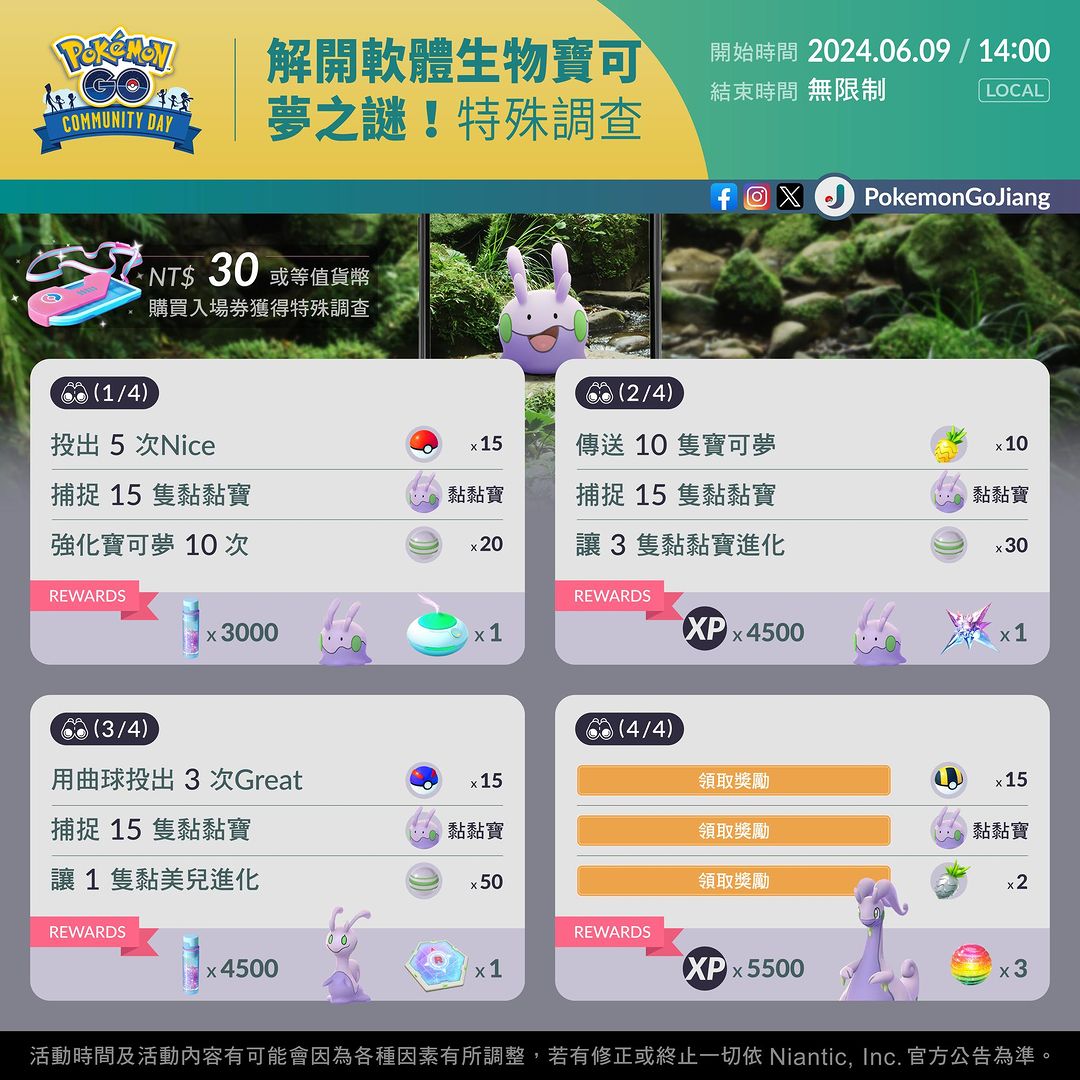 POKéMON
GO
COMMUNITY DAY
解開軟體生物寶可
夢之謎!特殊調查
開始時間 2024.06.09 / 14:00
結束時間 無限制
LOCAL
PokemonGoJiang
NT$ 30 或等值貨幣
購買入場券獲得特殊調查
(1/4)
投出 5 次Nice x15
捕捉 15 隻黏黏寶 黏黏寶
強化寶可夢 10 次 x20
REWARDS
x 3000
x 1
(2/4)
傳送 10 隻寶可夢 x10
捕捉 15 隻黏黏寶 黏黏寶
讓 3 隻黏黏寶進化 x30
REWARDS
XP x 4500
x 1
(3/4)
用曲球投出 3 次Great x15
捕捉 15 隻黏黏寶 黏黏寶
讓 1 隻黏美兒進化 x50
REWARDS
x 4500
R
x 1
(4/4)
領取獎勵 x15
領取獎勵 黏黏寶
領取獎勵 x2
REWARDS
XP x 5500
x 3
活動時間及活動內容有可能會因為各種因素有所調整,若有修正或終止一切依 Niantic, Inc. 官方公告為準。